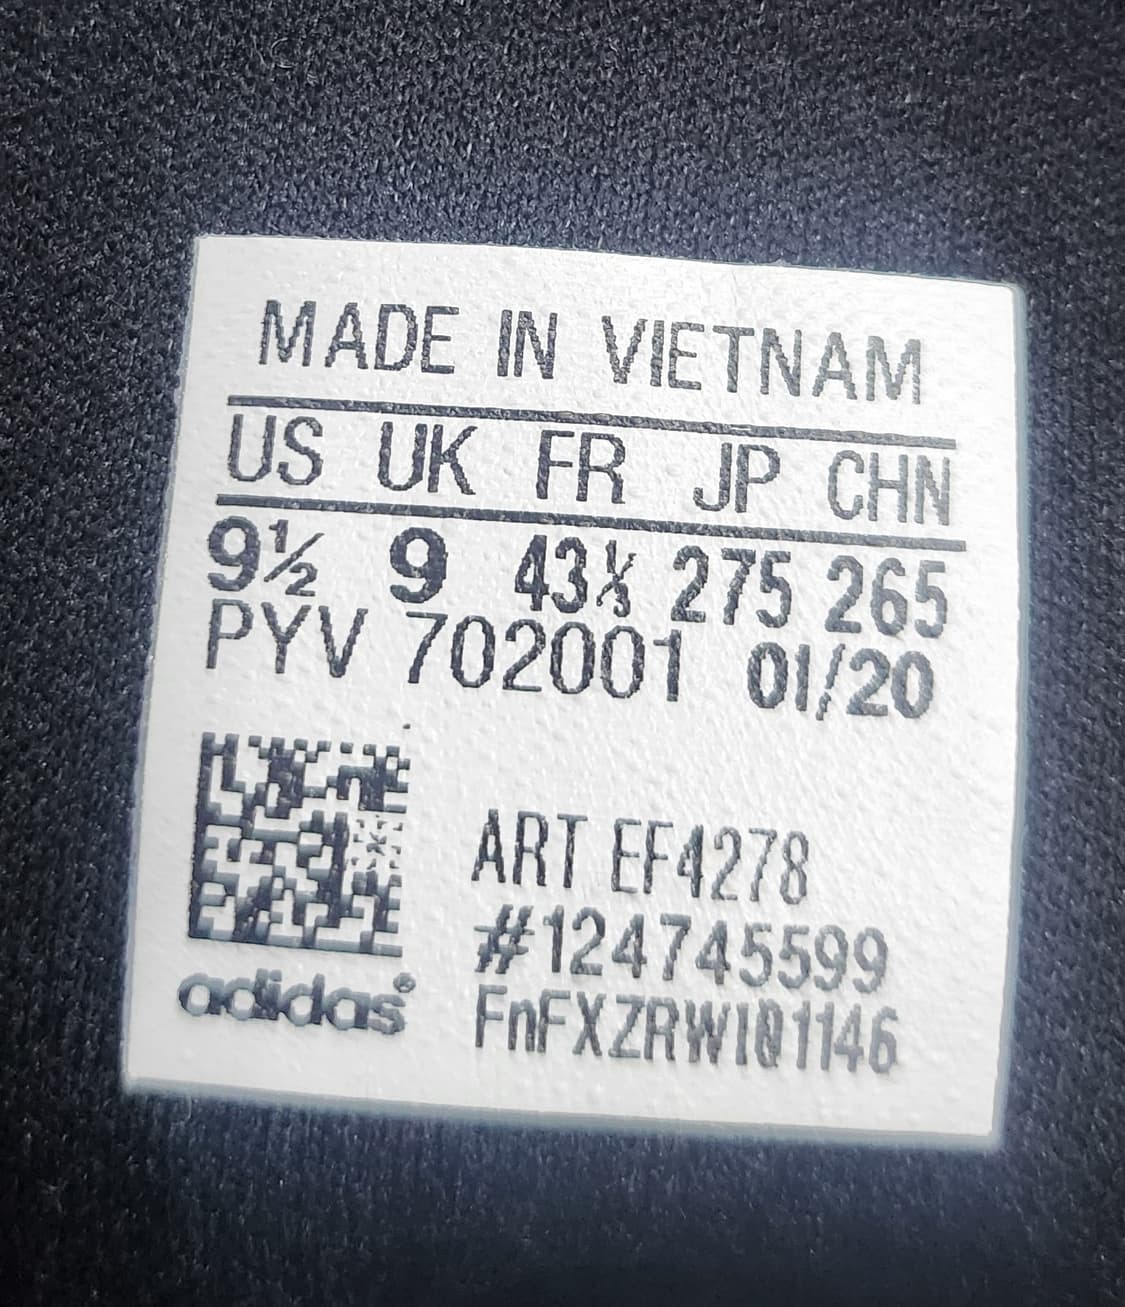 MADE IN VIETNAM
US UK FR JP CHN
9½ 9 43⅓ 275 265
PYV 702001 01/20
ART EF4278
#124745599
adidas®